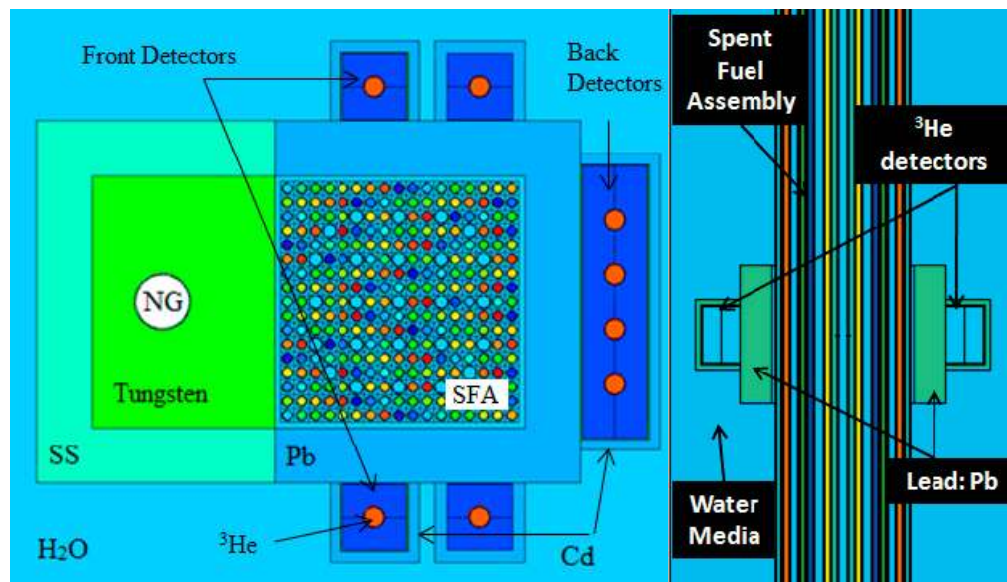 Front Detectors
Back
Detectors
NG
Tungsten
SFA
SS
Pb
³He
H₂O
Cd
Spent
Fuel
Assembly
³He
detectors
Lead: Pb
Water
Media